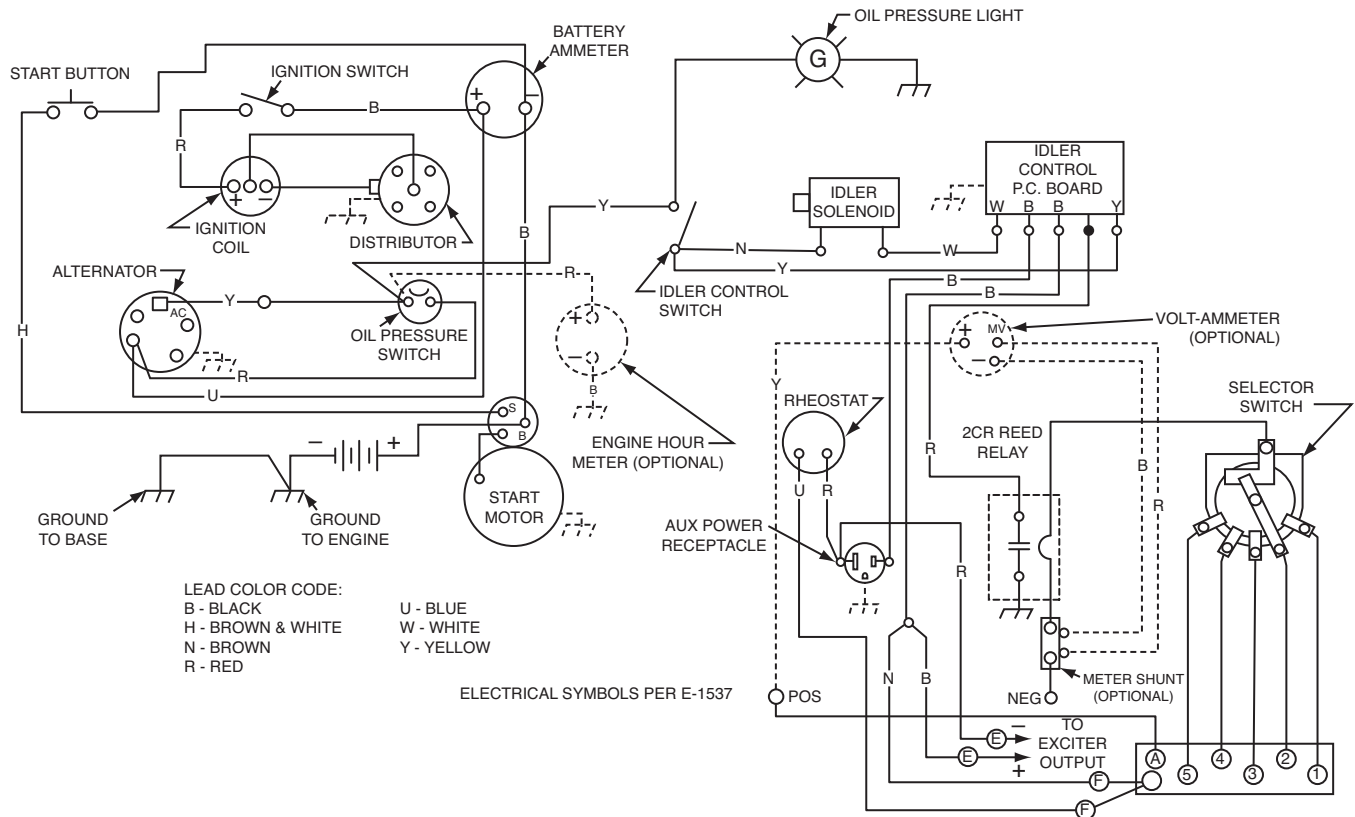 OIL PRESSURE LIGHT
G
BATTERY
AMMETER
START BUTTON
IGNITION SWITCH
+
−
B
R
+
−
IGNITION
COIL
DISTRIBUTOR
IDLER
CONTROL
P.C. BOARD
W
B
B
Y
IDLER
SOLENOID
Y
N
W
Y
B
B
B
IDLER CONTROL
SWITCH
ALTERNATOR
AC
Y
R
OIL PRESSURE
SWITCH
H
R
U
+
−
B
ENGINE HOUR
METER (OPTIONAL)
+
MV
−
VOLT-AMMETER
(OPTIONAL)
Y
RHEOSTAT
U
R
R
2CR REED
RELAY
B
R
SELECTOR
SWITCH
S
B
−
+
START
MOTOR
GROUND
TO BASE
GROUND
TO ENGINE
AUX POWER
RECEPTACLE
R
LEAD COLOR CODE:
B - BLACK
H - BROWN & WHITE
N - BROWN
R - RED
U - BLUE
W - WHITE
Y - YELLOW
ELECTRICAL SYMBOLS PER E-1537
POS
N
B
NEG
METER SHUNT
(OPTIONAL)
E
−
E
+
TO
EXCITER
OUTPUT
F
F
A
5
4
3
2
1